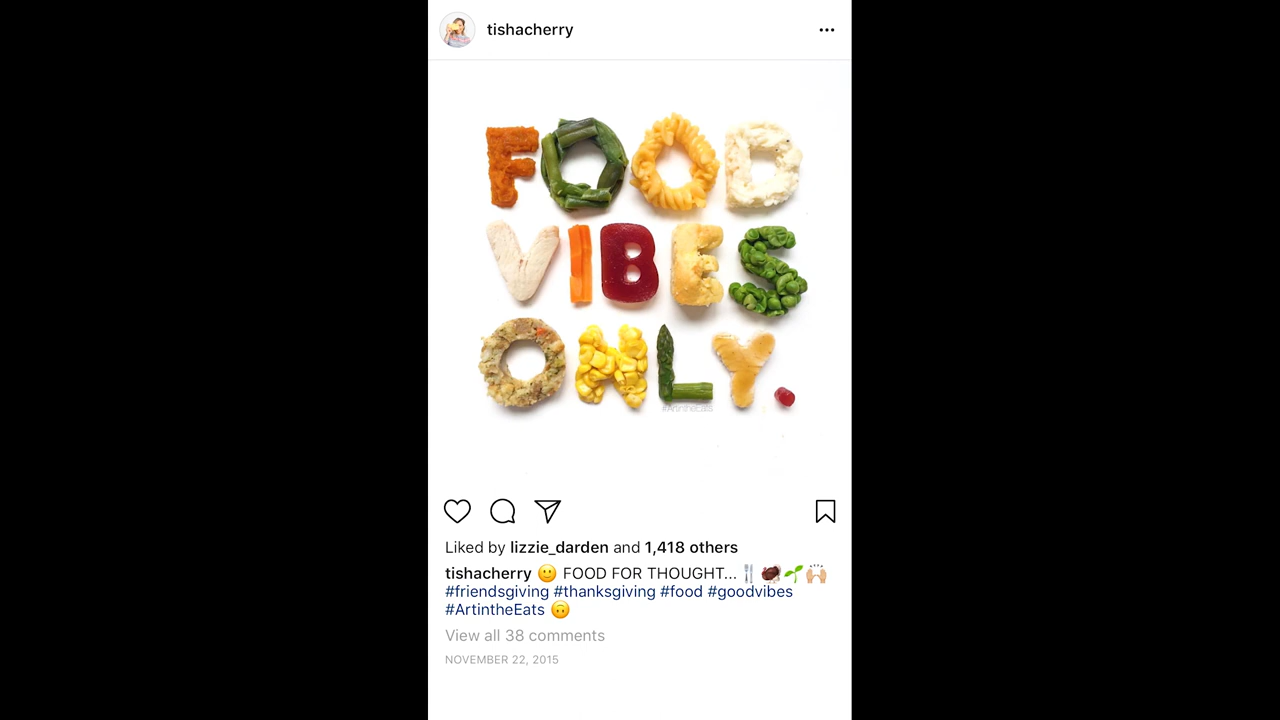 tishacherry
FOOD
VIBES
ONLY.
#ArtintheEats
Liked by lizzie_darden and 1,418 others
tishacherry 🙂 FOOD FOR THOUGHT... 🍴🦃🌱🙌🏼
#friendsgiving #thanksgiving #food #goodvibes
#ArtintheEats 🙃
View all 38 comments
NOVEMBER 22, 2015